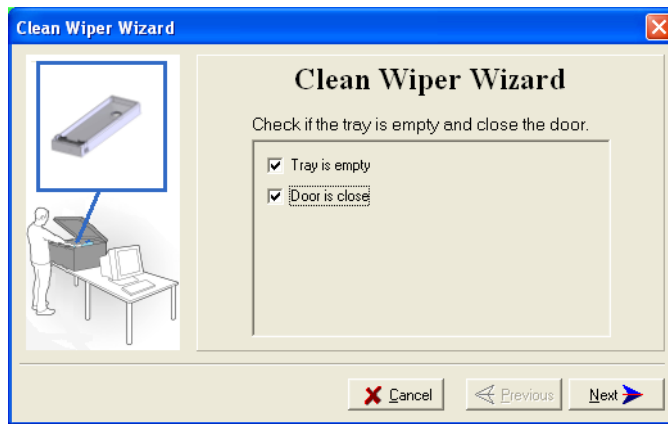 Clean Wiper Wizard
Clean Wiper Wizard
Check if the tray is empty and close the door.
Tray is empty
Door is close
Cancel
Previous
Next